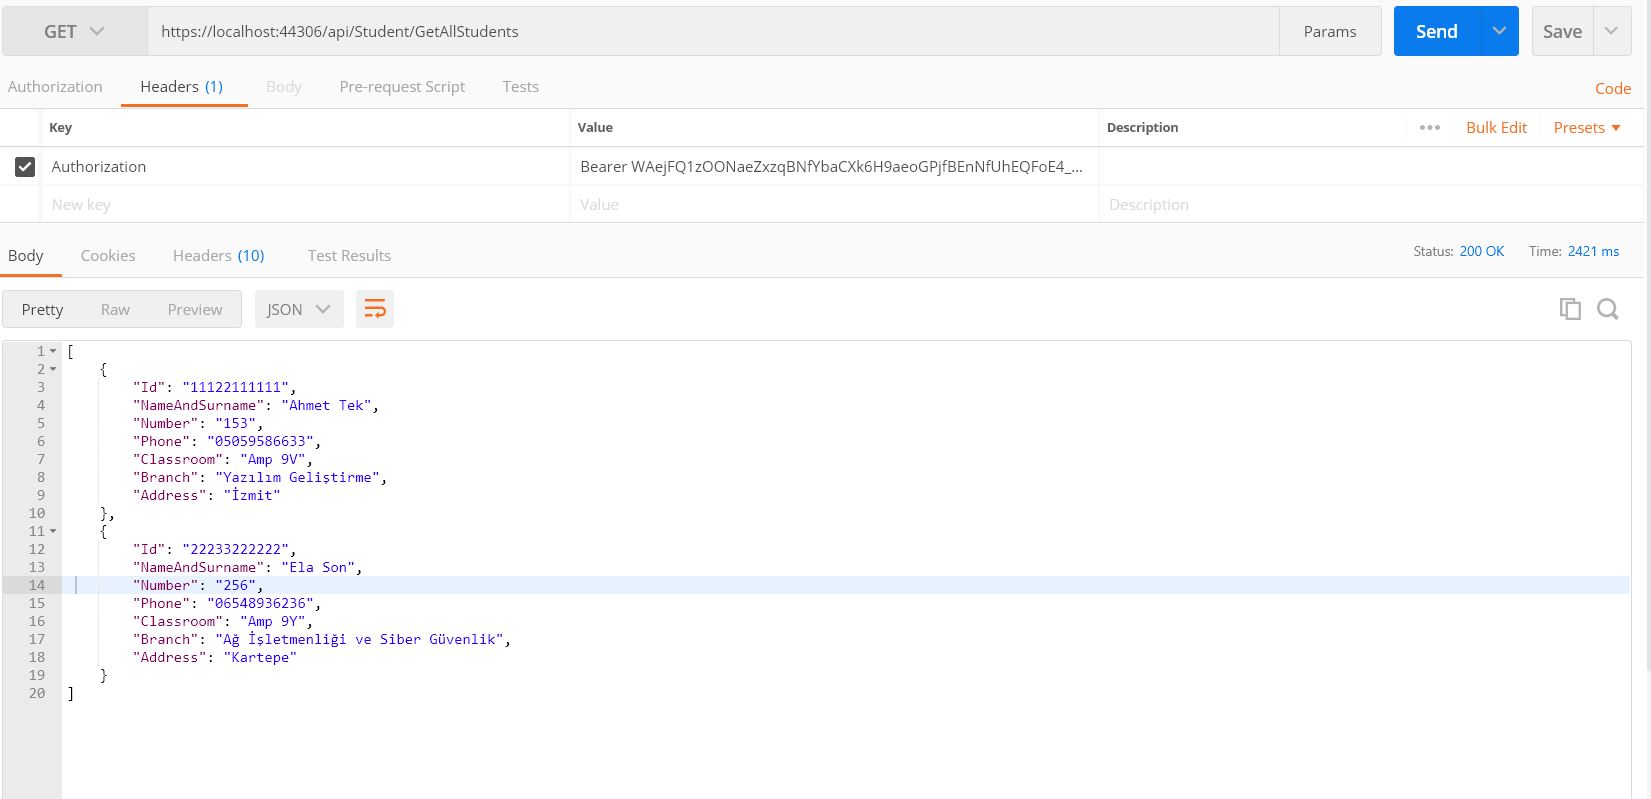 GET https://localhost:44306/api/Student/GetAllStudents Params Send Save
Authorization Headers (1) Body Pre-request Script Tests Code
Key Value Description ••• Bulk Edit Presets
Authorization Bearer WAejFQ1zOONaeZxzqBNfYbaCXk6H9aeoGPjfBEnNfUhEQFoE4_...
New key Value Description
Body Cookies Headers (10) Test Results Status: 200 OK Time: 2421 ms
Pretty Raw Preview JSON
1 [
2 {
3 "Id": "11122111111",
4 "NameAndSurname": "Ahmet Tek",
5 "Number": "153",
6 "Phone": "05059586633",
7 "Classroom": "Amp 9V",
8 "Branch": "Yazılım Geliştirme",
9 "Address": "İzmit"
10 },
11 {
12 "Id": "22233222222",
13 "NameAndSurname": "Ela Son",
14 "Number": "256",
15 "Phone": "06548936236",
16 "Classroom": "Amp 9Y",
17 "Branch": "Ağ İşletmenliği ve Siber Güvenlik",
18 "Address": "Kartepe"
19 }
20 ]